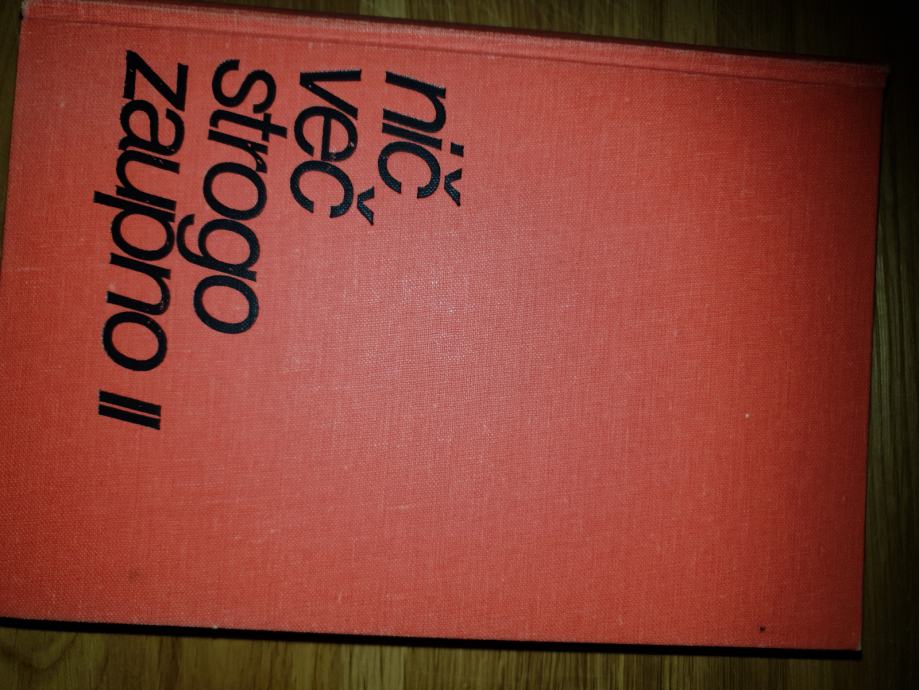 nič
več
strogo
zaupno II